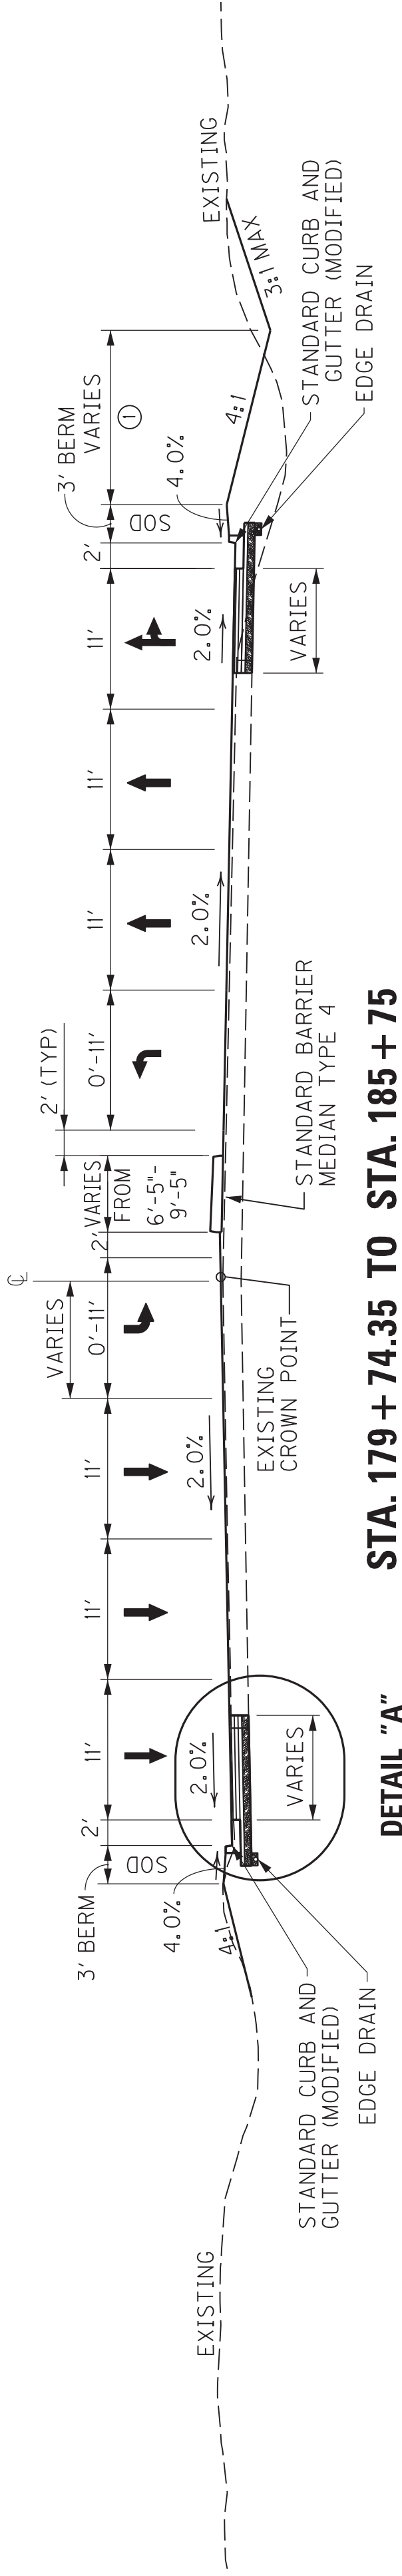 ℄
3' BERM
2'
11'
11'
11'
VARIES
0'-11'
2'
VARIES
FROM
6'-5"-
9'-5"
2' (TYP)
0'-11'
11'
11'
11'
2'
3' BERM
VARIES
1
SOD
SOD
EXISTING
4:1
4.0%
2.0%
2.0%
2.0%
2.0%
4.0%
4:1
3:1 MAX
EXISTING
VARIES
EXISTING
CROWN POINT
STANDARD BARRIER
MEDIAN TYPE 4
VARIES
STANDARD CURB AND
GUTTER (MODIFIED)
EDGE DRAIN
STANDARD CURB AND
GUTTER (MODIFIED)
EDGE DRAIN
DETAIL "A"
STA. 179 + 74.35 TO STA. 185 + 75